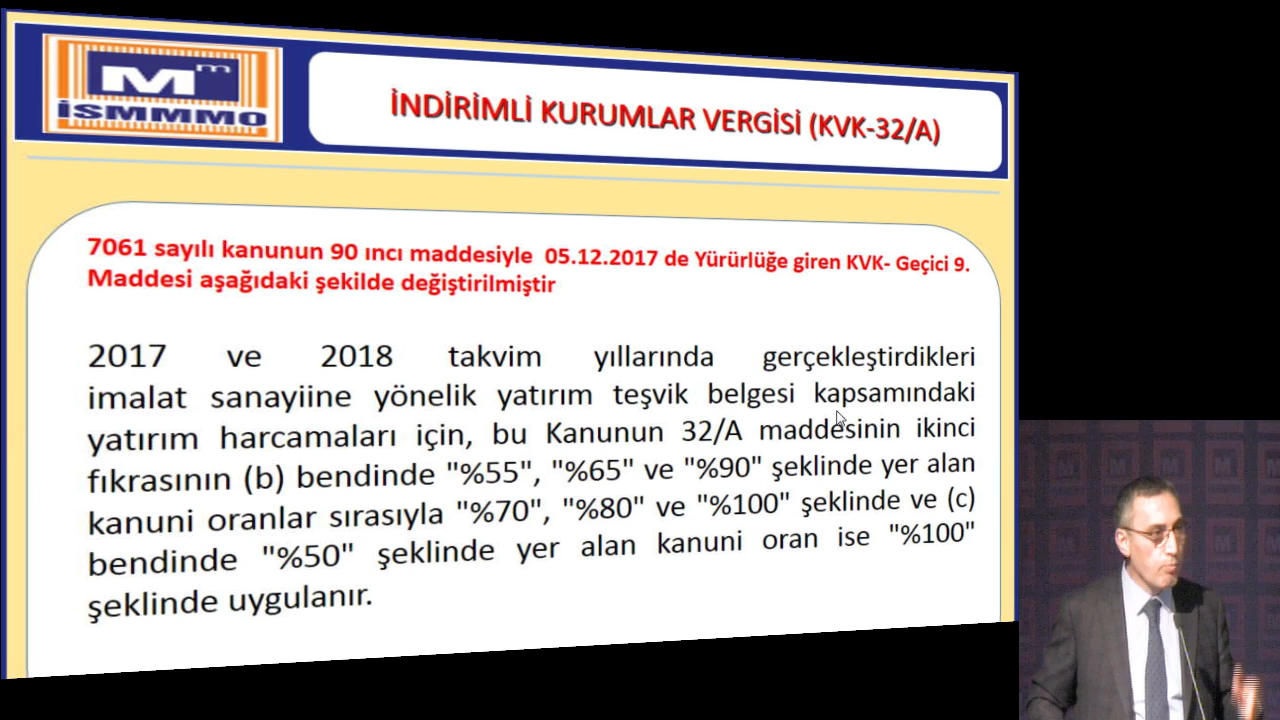 Mm
İSMMMO
İNDİRİMLİ KURUMLAR VERGİSİ (KVK-32/A)
7061 sayılı kanunun 90 ıncı maddesiyle 05.12.2017 de Yürürlüğe giren KVK- Geçici 9.
Maddesi aşağıdaki şekilde değiştirilmiştir
2017 ve 2018 takvim yıllarında gerçekleştirdikleri
imalat sanayiine yönelik yatırım teşvik belgesi kapsamındaki
yatırım harcamaları için, bu Kanunun 32/A maddesinin ikinci
fıkrasının (b) bendinde "%55", "%65" ve "%90" şeklinde yer alan
kanuni oranlar sırasıyla "%70", "%80" ve "%100" şeklinde ve (c)
bendinde "%50" şeklinde yer alan kanuni oran ise "%100"
şeklinde uygulanır.